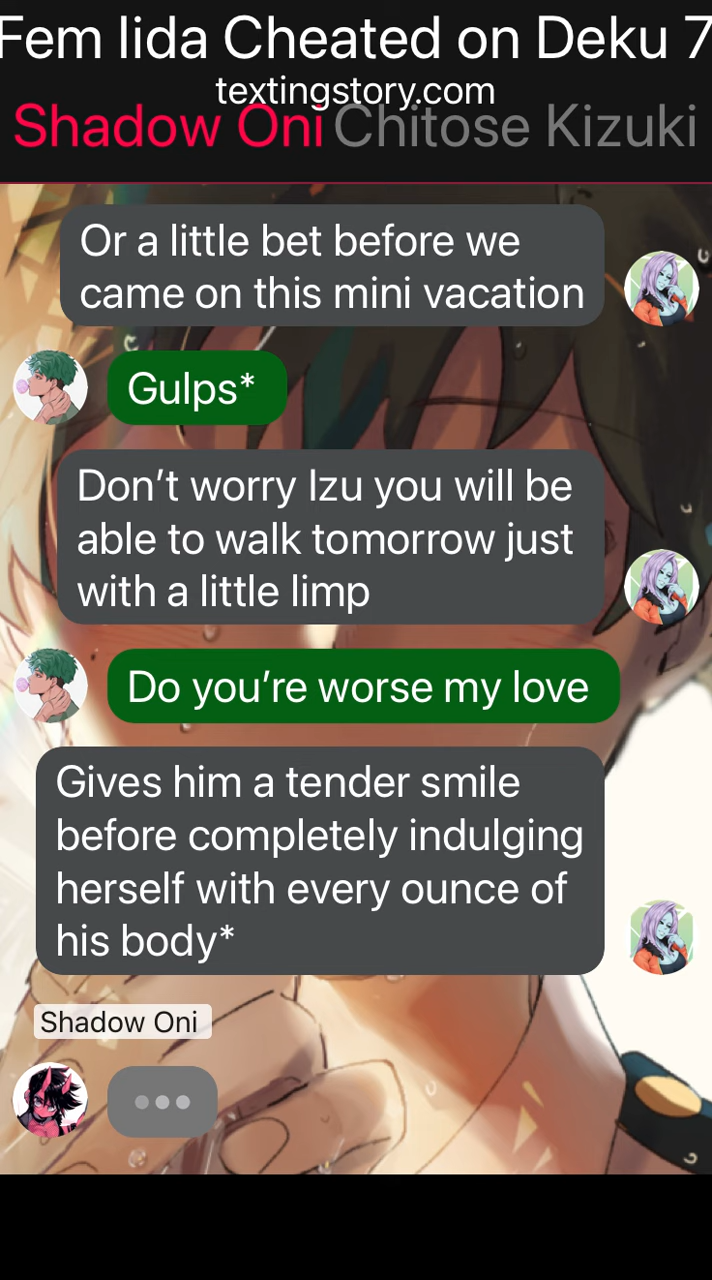 Fem Iida Cheated on Deku 7
textingstory.com
Shadow Oni Chitose Kizuki
Or a little bet before we
came on this mini vacation
Gulps*
Don’t worry Izu you will be
able to walk tomorrow just
with a little limp
Do you’re worse my love
Gives him a tender smile
before completely indulging
herself with every ounce of
his body*
Shadow Oni